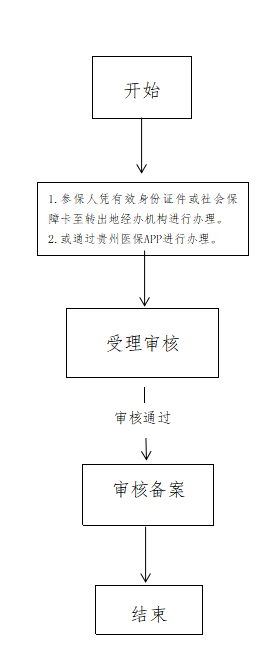 开始
1.参保人凭有效身份证件或社会保
障卡至转出地经办机构进行办理。
2.或通过贵州医保APP进行办理。
受理审核
审核通过
审核备案
结束